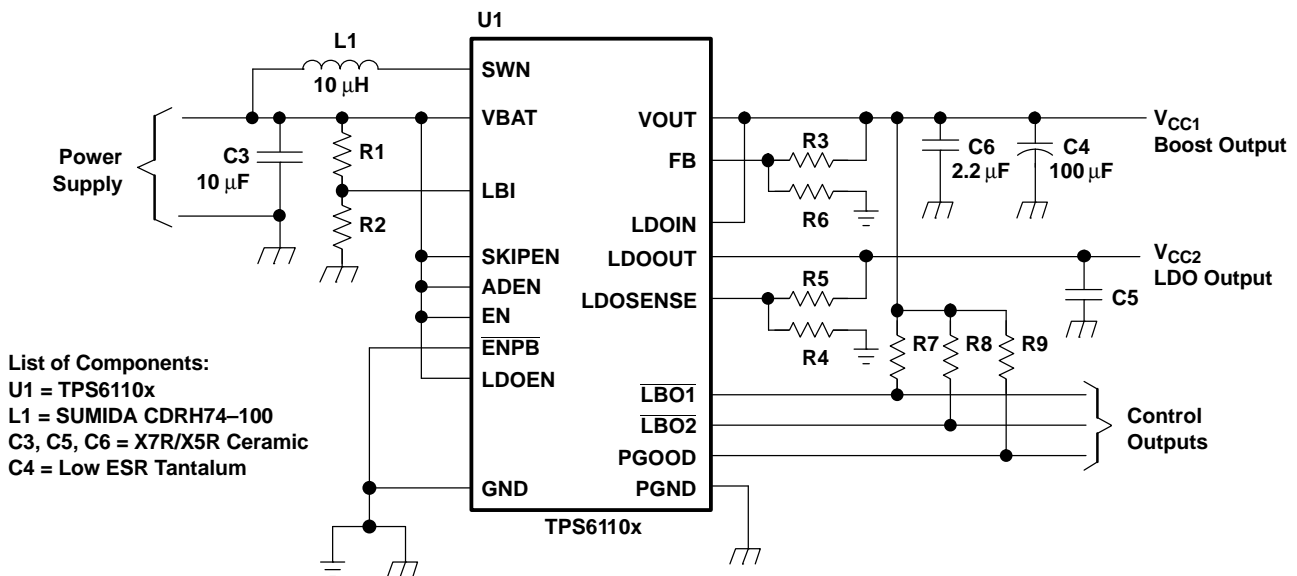 U1
L1
10 μH
SWN
VBAT
LBI
SKIPEN
ADEN
EN
ENPB
LDOEN
GND
VOUT
FB
LDOIN
LDOOUT
LDOSENSE
LBO1
LBO2
PGOOD
PGND
TPS6110x
Power
Supply
C3
10 μF
R1
R2
R3
R6
C6
2.2 μF
C4
100 μF
VCC1
Boost Output
R5
R4
VCC2
LDO Output
C5
R7
R8
R9
Control
Outputs
List of Components:
U1 = TPS6110x
L1 = SUMIDA CDRH74–100
C3, C5, C6 = X7R/X5R Ceramic
C4 = Low ESR Tantalum